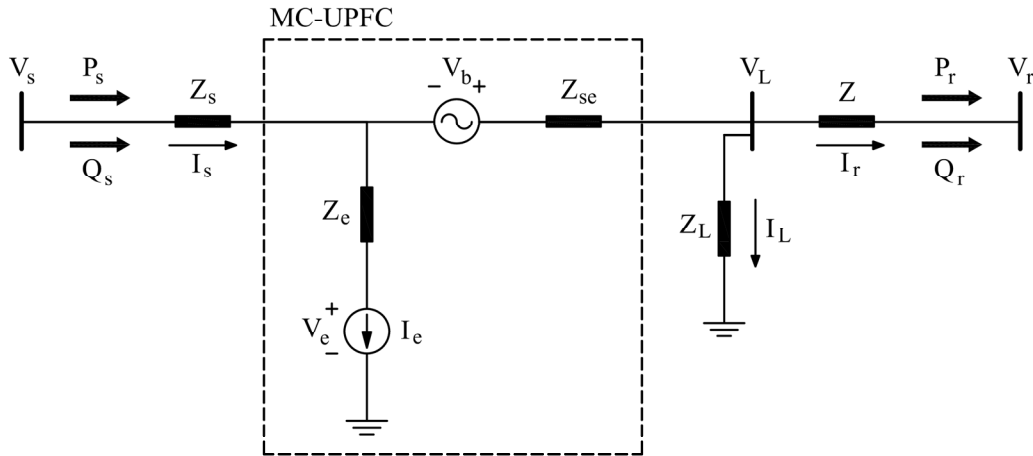 MC-UPFC
V_s
P_s
Z_s
V_b
− +
Z_se
V_L
Z
P_r
V_r
Q_s
I_s
I_r
Q_r
Z_e
Z_L
I_L
+
V_e
−
I_e